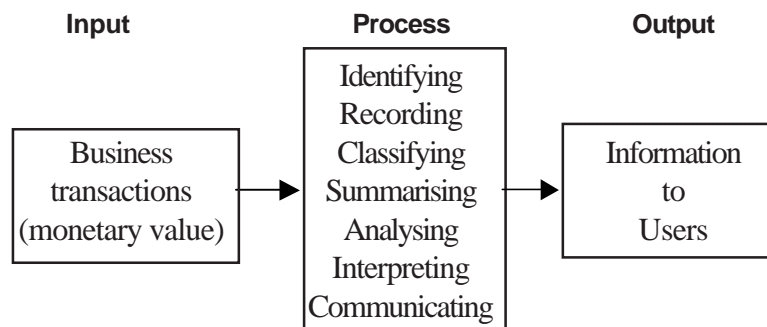 Input
Process
Output
Business
transactions
(monetary value)
Identifying
Recording
Classifying
Summarising
Analysing
Interpreting
Communicating
Information
to
Users